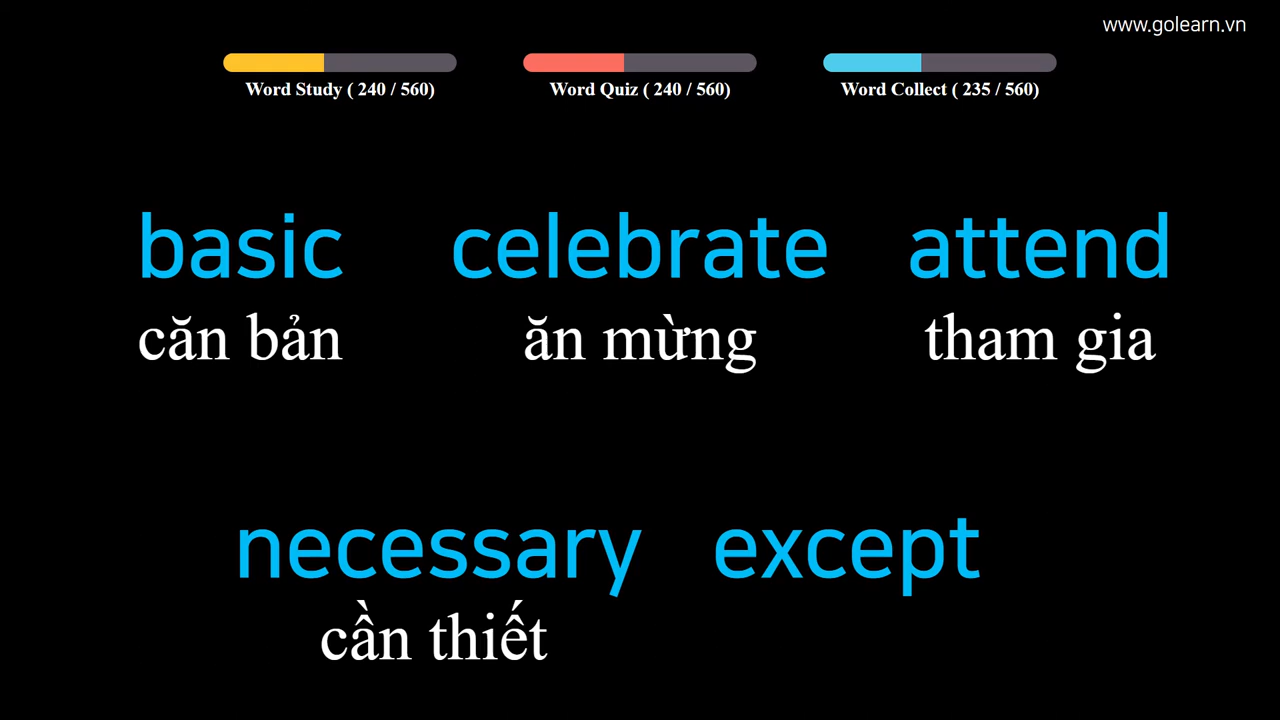 www.golearn.vn
Word Study ( 240 / 560)
Word Quiz ( 240 / 560)
Word Collect ( 235 / 560)
basic celebrate attend
căn bản ăn mừng tham gia
necessary except
cần thiết